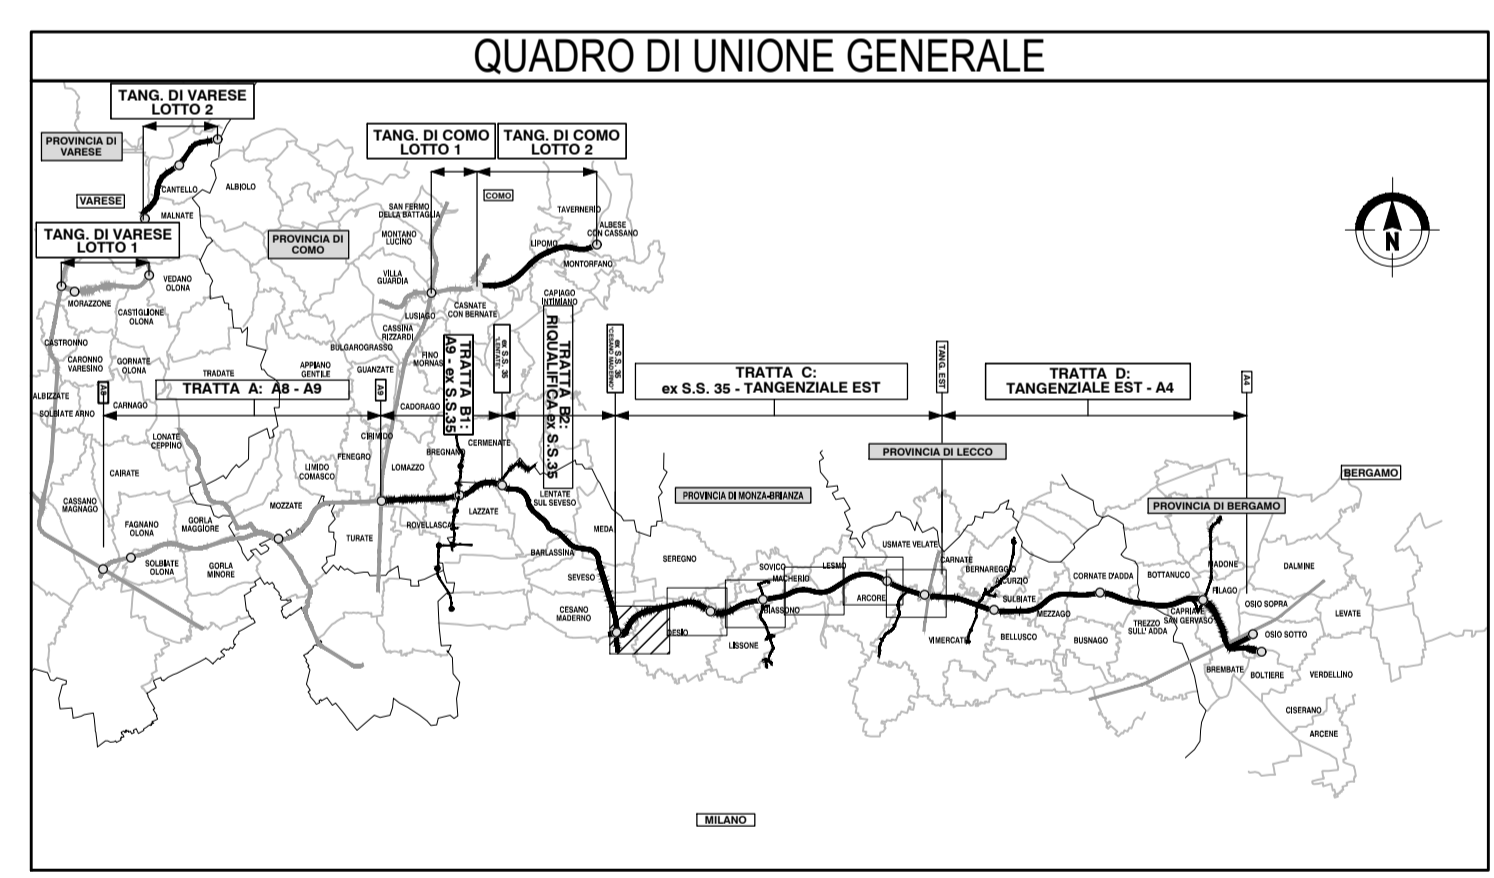 QUADRO DI UNIONE GENERALE
TANG. DI VARESE
LOTTO 2
PROVINCIA DI
VARESE
VARESE
CANTELLO
ALBIOLO
MALNATE
TANG. DI VARESE
LOTTO 1
PROVINCIA DI
COMO
TANG. DI COMO
LOTTO 1
TANG. DI COMO
LOTTO 2
COMO
SAN FERMO
DELLA BATTAGLIA
MONTANO
LUCINO
TAVERNERIO
ALBESE
CON CASSANO
LIPOMO
MONTORFANO
VILLA
GUARDIA
VEDANO
OLONA
MORAZZONE
CASTIGLIONE
OLONA
CAPIAGO
INTIMIANO
CASNATE
CON BERNATE
LUSIAGO
CASSINA
RIZZARDI
BULGAROGRASSO
FINO
MORNAS
CASTRONNO
CARONNO
VARESINO
GORNATE
OLONA
TRADATE
APPIANO
GENTILE
GUANZATE
ALBIZZATE
SOLBIATE ARNO
CARNAGO
CADORAGO
A8
TRATTA A: A8 - A9
A9
TRATTA B1:
A9 - ex S.S.35
ex S.S. 35
"LENTATE"
TRATTA B2:
RIQUALIFICA ex S.S.35
ex S.S. 35
"CESANO MADERNO"
TRATTA C:
ex S.S. 35 - TANGENZIALE EST
TANG. EST
TRATTA D:
TANGENZIALE EST - A4
A4
LONATE
CEPPINO
CIRIMIDO
FENEGRO
LIMIDO
COMASCO
LOMAZZO
BREGNANO
CERMENATE
CAIRATE
CASSANO
MAGNAGO
MOZZATE
FAGNANO
OLONA
GORLA
MAGGIORE
TURATE
ROVELLASCA
LAZZATE
LENTATE
SUL SEVESO
SOLBIATE
OLONA
GORLA
MINORE
MEDA
BARLASSINA
SEVESO
CESANO
MADERNO
PROVINCIA DI MONZA-BRIANZA
PROVINCIA DI LECCO
PROVINCIA DI BERGAMO
BERGAMO
SEREGNO
DESIO
SOVICO
MACHERIO
BIASSONO
LISSONE
LESMO
ARCORE
USMATE VELATE
CARNATE
BERNAREGGIO
AICURZIO
SULBIATE
VIMERCATE
BELLUSCO
MEZZAGO
CORNATE D'ADDA
BUSNAGO
BOTTANUCO
TREZZO
SULL' ADDA
MADONE
FILAGO
CAPRIATE
SAN GERVASO
DALMINE
OSIO SOPRA
LEVATE
OSIO SOTTO
BREMBATE
BOLTIERE
VERDELLINO
CISERANO
ARCENE
MILANO
N